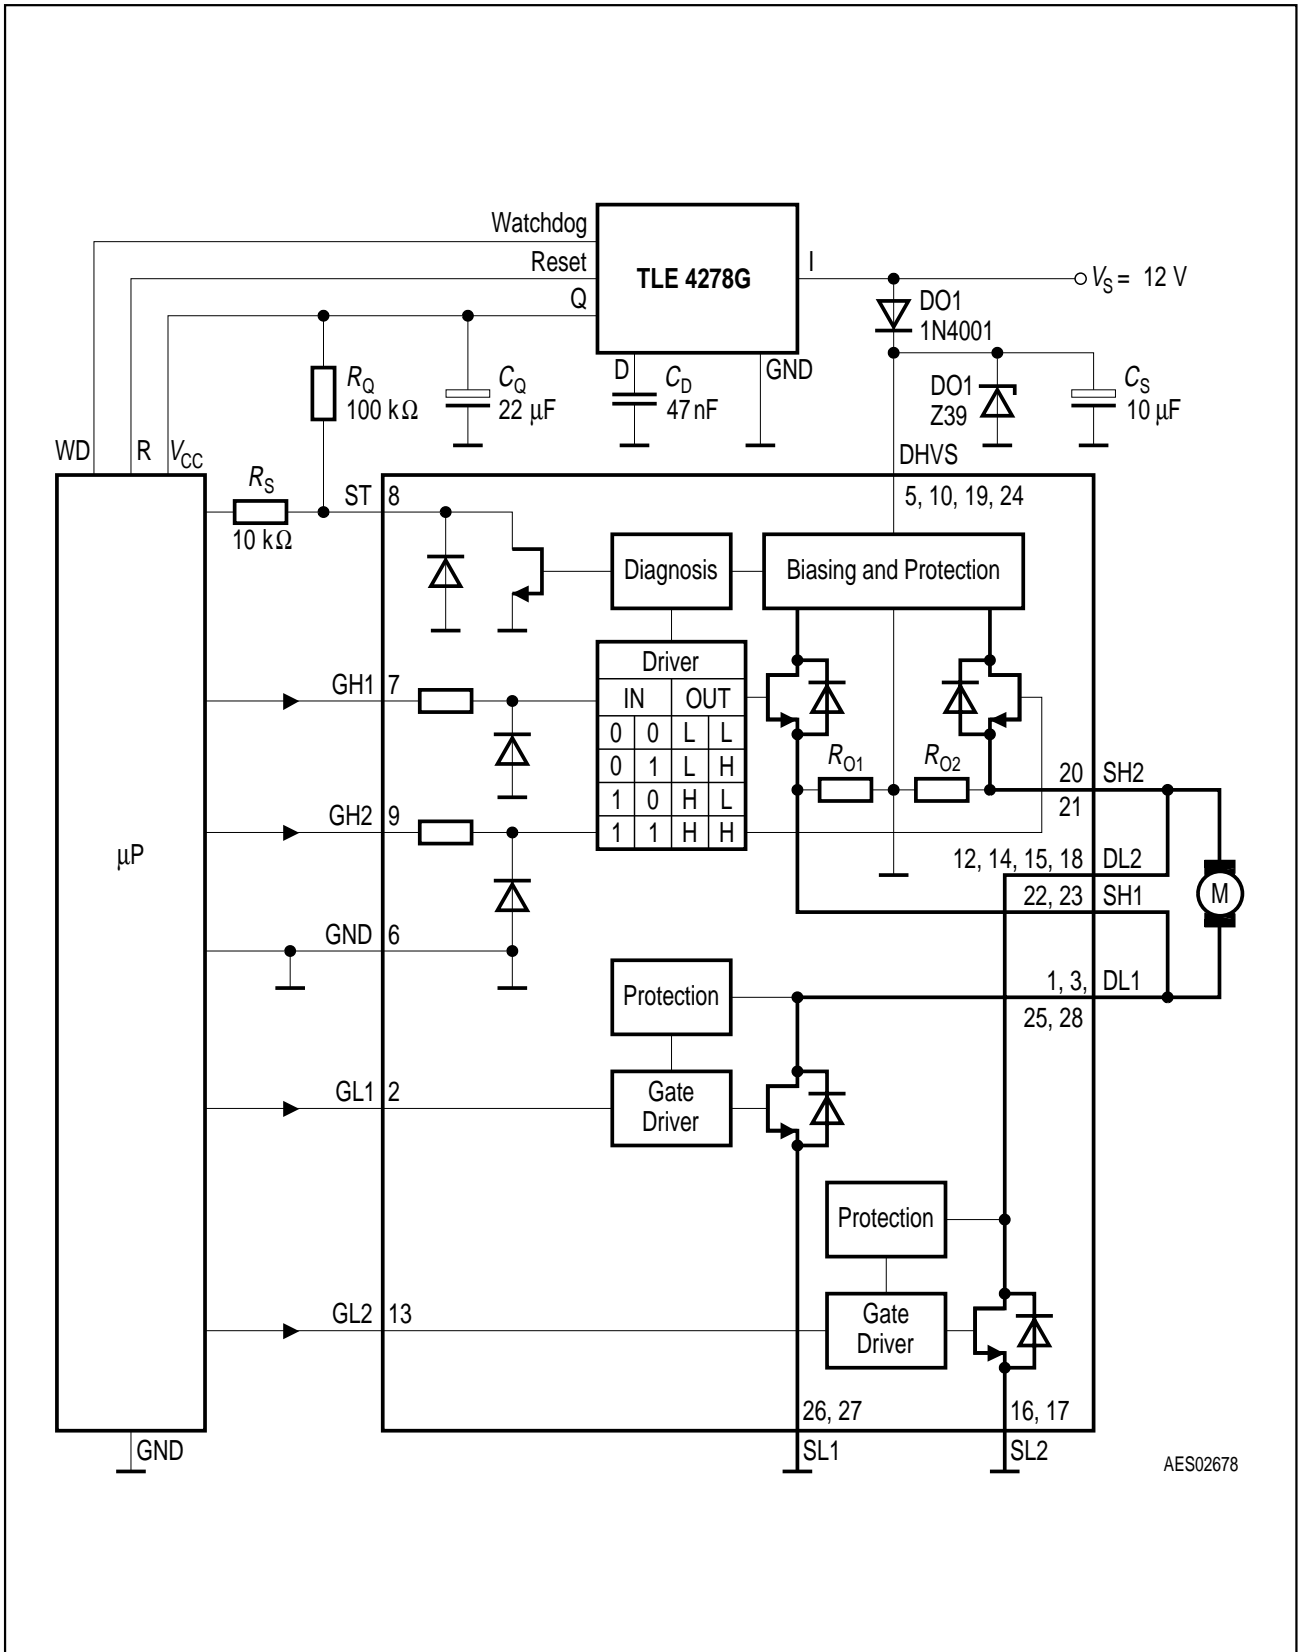 Watchdog
Reset
Q
TLE 4278G
I
VS = 12 V
DO1
1N4001
D
CD
47 nF
GND
RQ
100 kΩ
CQ
22 µF
DO1
Z39
CS
10 µF
WD
R
VCC
DHVS
RS
10 kΩ
ST
8
5, 10, 19, 24
Diagnosis
Biasing and Protection
Driver
IN OUT
0 0 L L
0 1 L H
1 0 H L
1 1 H H
GH1
7
RO1
RO2
20
SH2
21
GH2
9
µP
12, 14, 15, 18
DL2
22, 23
SH1
M
GND
6
Protection
1, 3,
DL1
25, 28
GL1
2
Gate
Driver
Protection
GL2
13
Gate
Driver
26, 27
16, 17
GND
SL1
SL2
AES02678